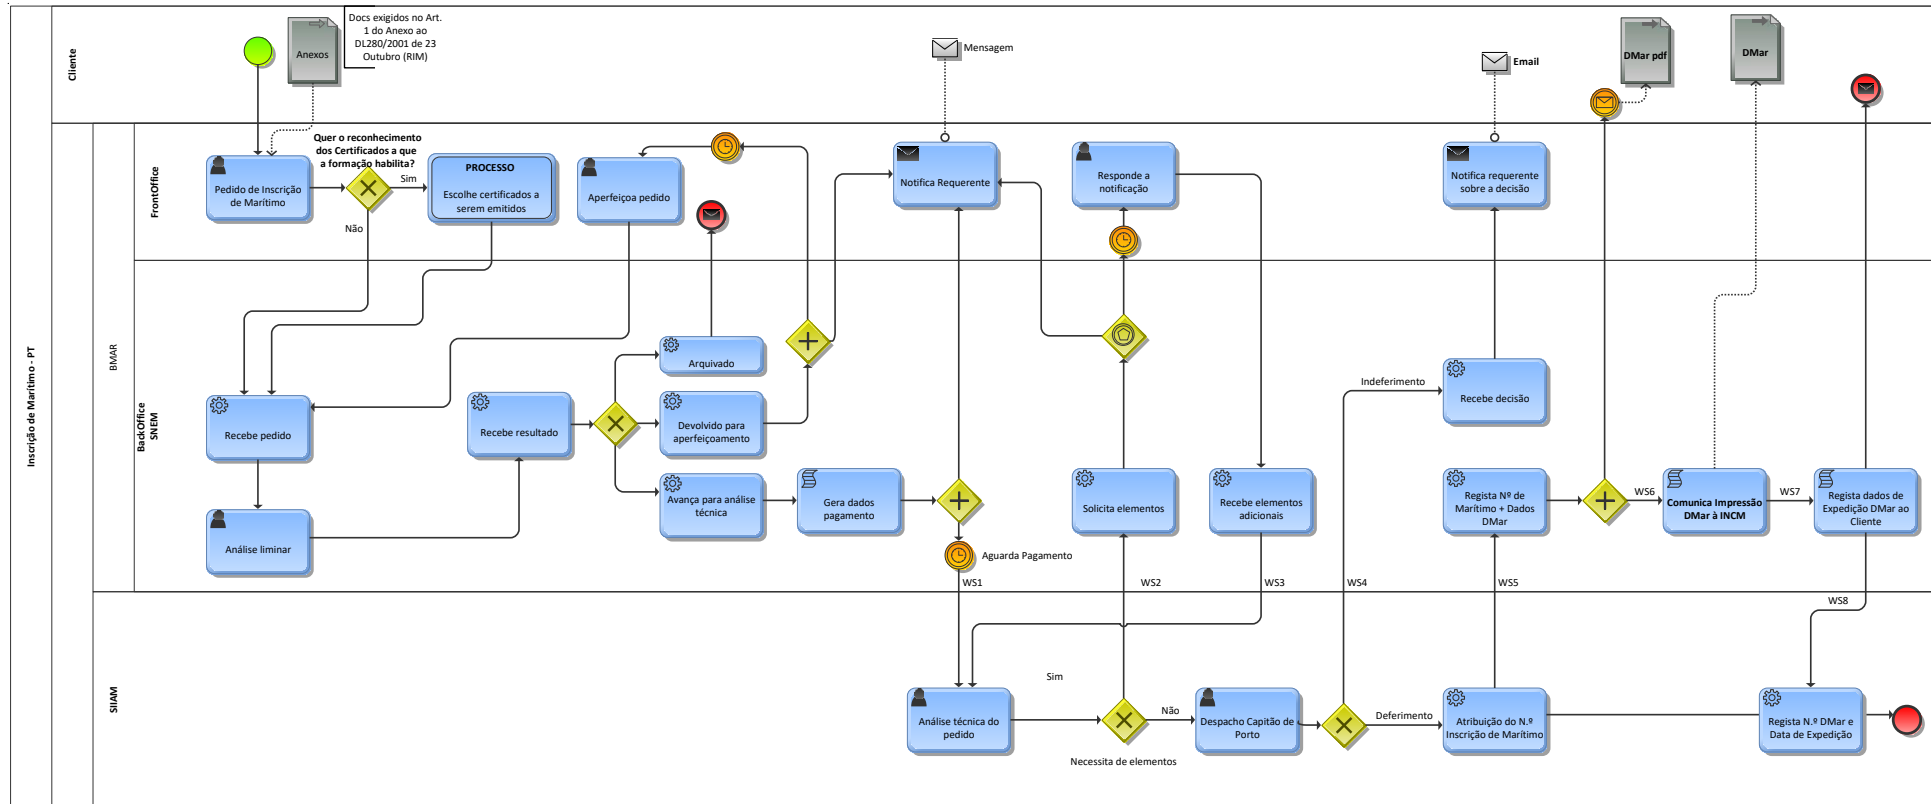 Inscrição de Marítimo - PT
Cliente
BMAR
FrontOffice
BackOffice
SNEM
SIIAM
Anexos
Docs exigidos no Art.
1 do Anexo ao
DL280/2001 de 23
Outubro (RIM)
Mensagem
Email
DMar pdf
DMar
Pedido de Inscrição
de Marítimo
Quer o reconhecimento
dos Certificados a que
a formação habilita?
Sim
Não
PROCESSO
Escolhe certificados a
serem emitidos
Aperfeiçoa pedido
Notifica Requerente
Responde a
notificação
Notifica requerente
sobre a decisão
Recebe pedido
Análise liminar
Recebe resultado
Arquivado
Devolvido para
aperfeiçoamento
Avança para análise
técnica
Gera dados
pagamento
Aguarda Pagamento
WS1
Solicita elementos
WS2
Recebe elementos
adicionais
WS3
Indeferimento
WS4
Recebe decisão
Regista Nº de
Marítimo + Dados
DMar
WS5
WS6
Comunica Impressão
DMar à INCM
WS7
Regista dados de
Expedição DMar ao
Cliente
WS8
Análise técnica do
pedido
Sim
Não
Necessita de elementos
Despacho Capitão de
Porto
Deferimento
Atribuição do N.º
Inscrição de Marítimo
Regista N.º DMar e
Data de Expedição